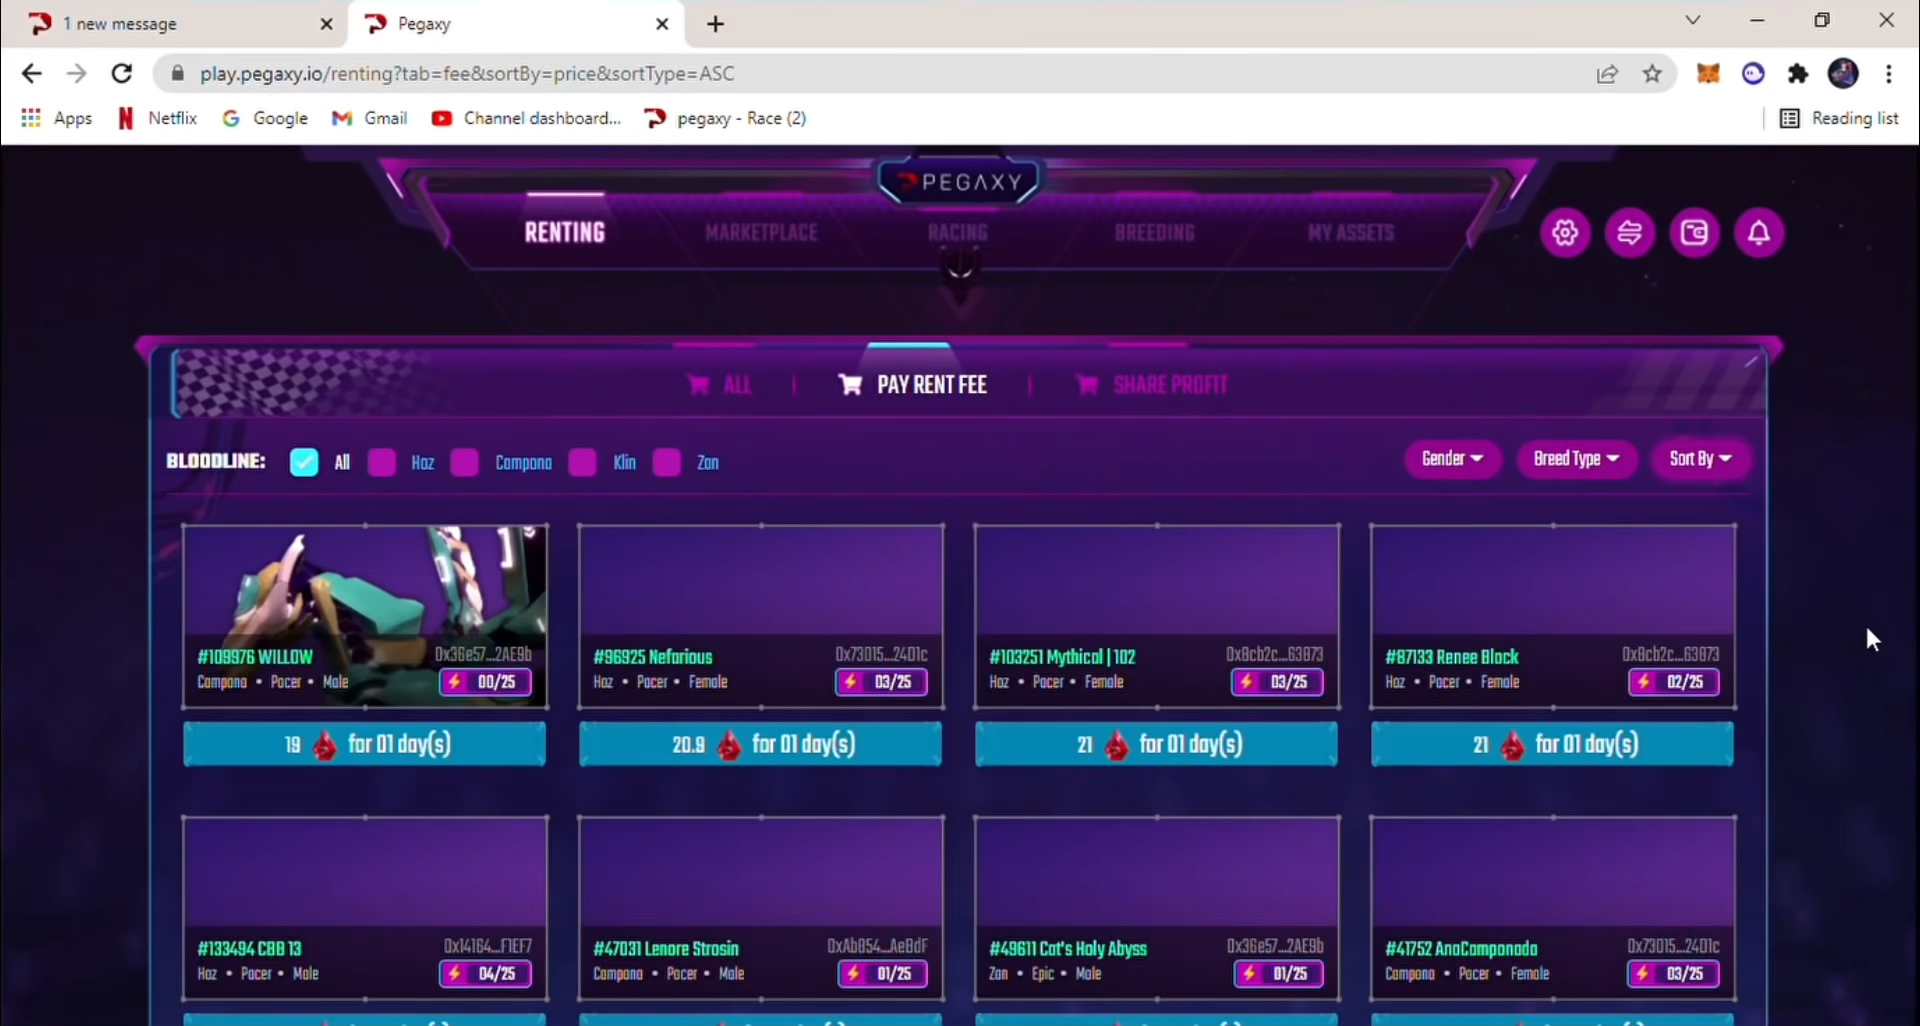 1 new message
Pegaxy
play.pegaxy.io/renting?tab=fee&sortBy=price&sortType=ASC
Apps
Netflix
Google
Gmail
Channel dashboard...
pegaxy - Race (2)
Reading list
PEGAXY
RENTING
MARKETPLACE
RACING
BREEDING
MY ASSETS
ALL
PAY RENT FEE
SHARE PROFIT
BLOODLINE:
All
Hoz
Campona
Klin
Zan
Gender
Breed Type
Sort By
#109976 WILLOW
0x36e57...2AE9b
Campona • Pacer • Male
00/25
#96925 Nefarious
0x73015...2401c
Hoz • Pacer • Female
03/25
#103251 Mythical | 102
0x8cb2c...63873
Hoz • Pacer • Female
03/25
#87133 Renee Block
0x8cb2c...63873
Hoz • Pacer • Female
02/25
19 for 01 day(s)
20.9 for 01 day(s)
21 for 01 day(s)
21 for 01 day(s)
#133494 CBB 13
0x14164...F1EF7
Hoz • Pacer • Male
04/25
#47031 Lenore Strosin
0xAb854...AeBdF
Campona • Pacer • Male
01/25
#49611 Cat's Holy Abyss
0x36e57...2AE9b
Zan • Epic • Male
01/25
#41752 AnaCamponada
0x73015...2401c
Campona • Pacer • Female
03/25